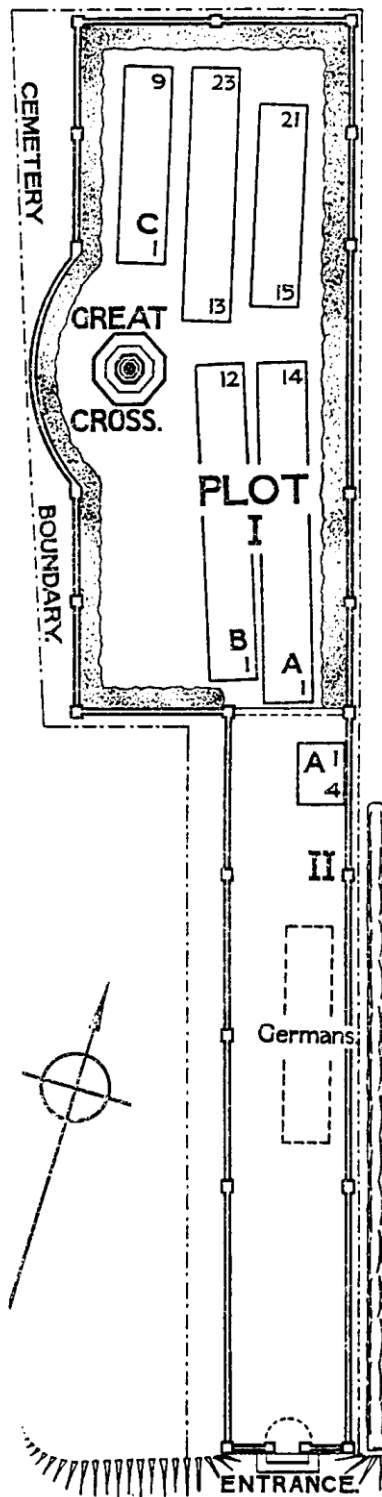 CEMETERY
BOUNDARY.
9
23
21
C
1
13
15
GREAT
CROSS.
12
14
PLOT
I
B
1
A
1
A 1
4
II
Germans.
ENTRANCE.